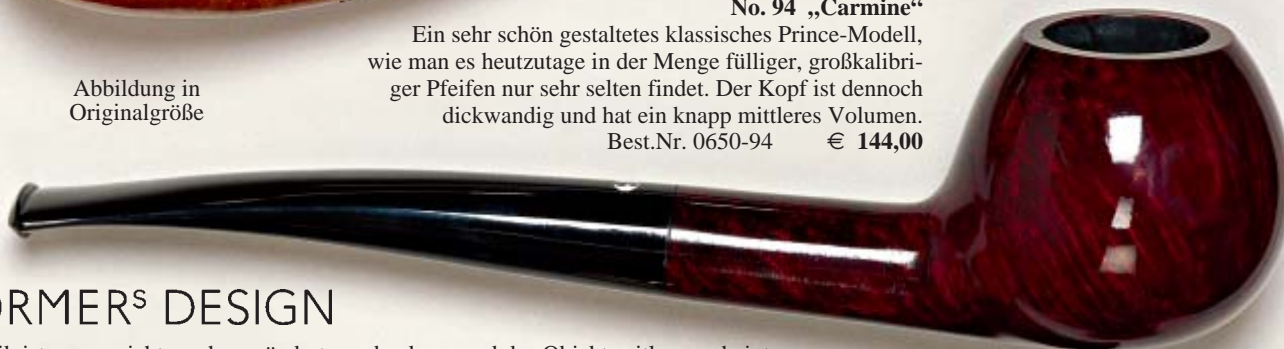 No. 94 „Carmine“
Ein sehr schön gestaltetes klassisches Prince-Modell,
wie man es heutzutage in der Menge fülliger, großkalibri-
ger Pfeifen nur sehr selten findet. Der Kopf ist dennoch
dickwandig und hat ein knapp mittleres Volumen.
Best.Nr. 0650-94 € 144,00
Abbildung in
Originalgröße
ORMERS DESIGN